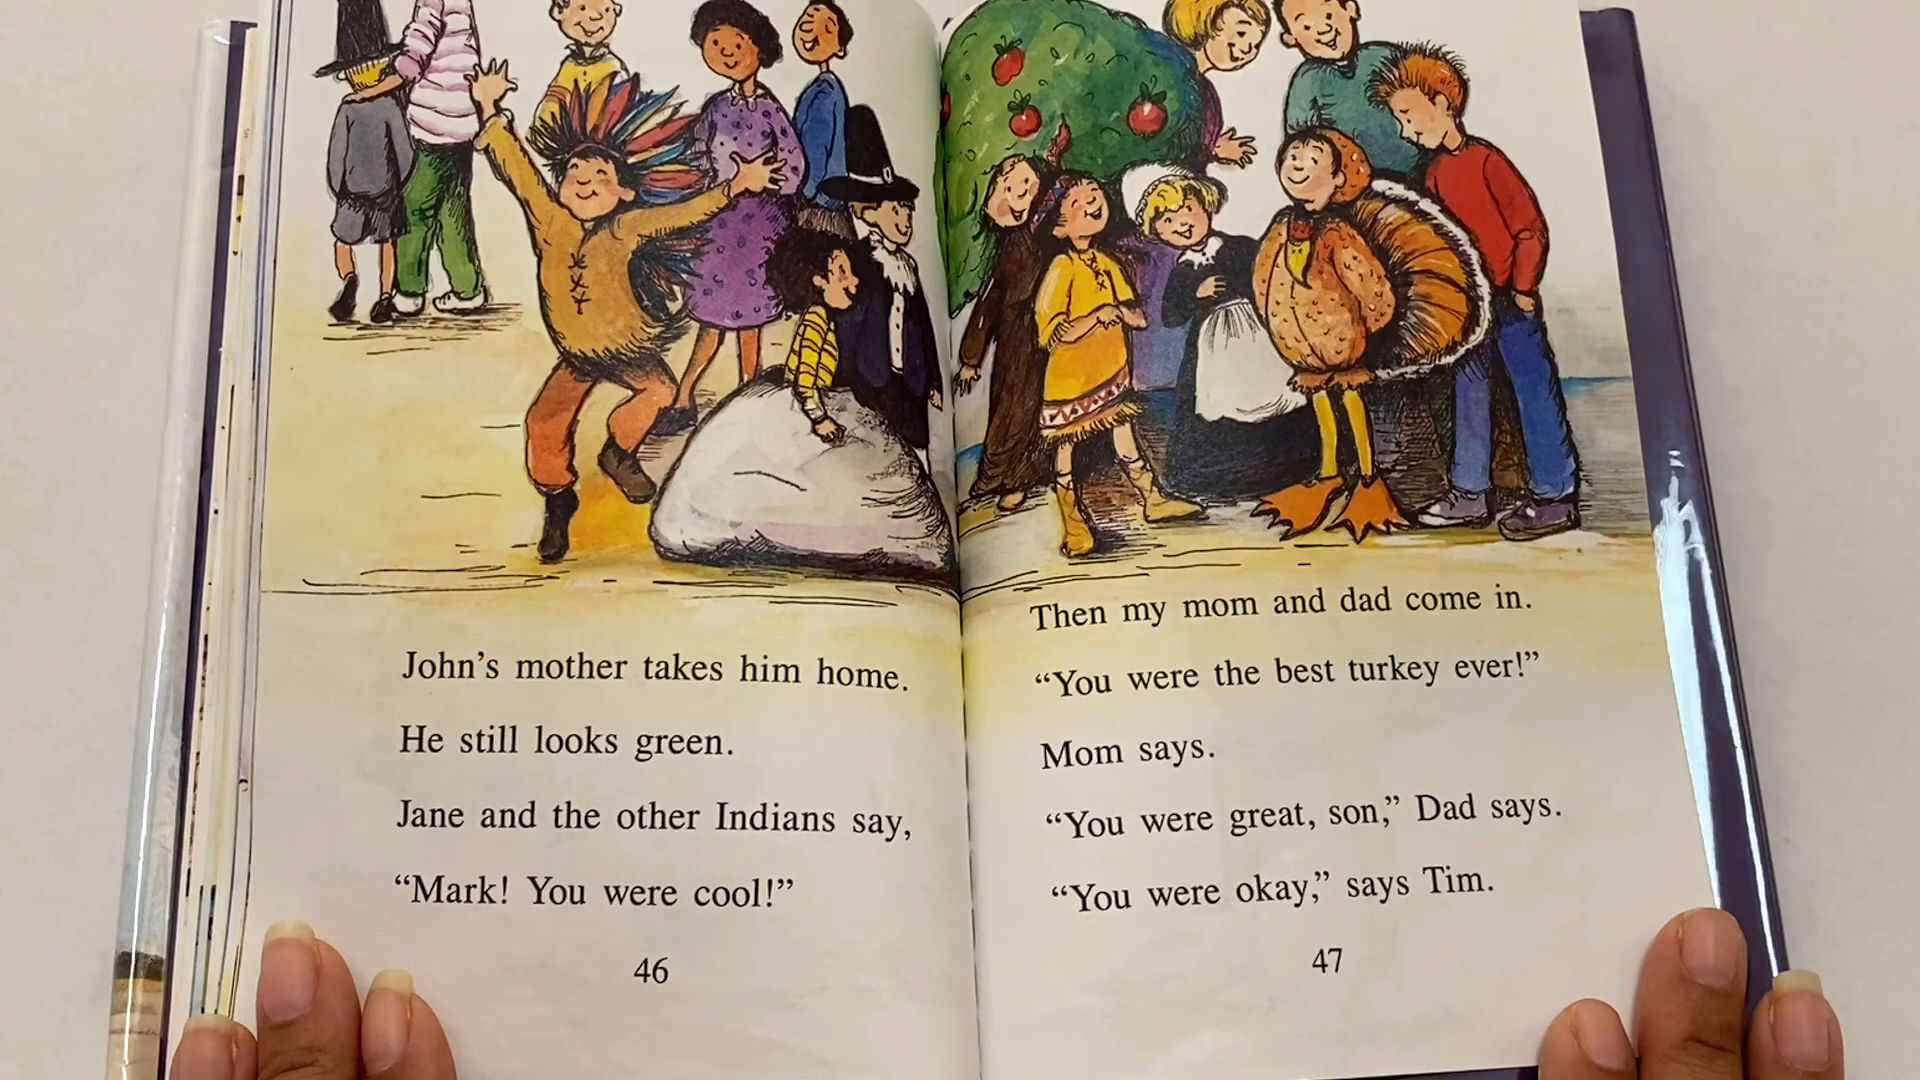 John's mother takes him home.
He still looks green.
Jane and the other Indians say,
“Mark! You were cool!”
46
Then my mom and dad come in.
“You were the best turkey ever!”
Mom says.
“You were great, son,” Dad says.
“You were okay,” says Tim.
47